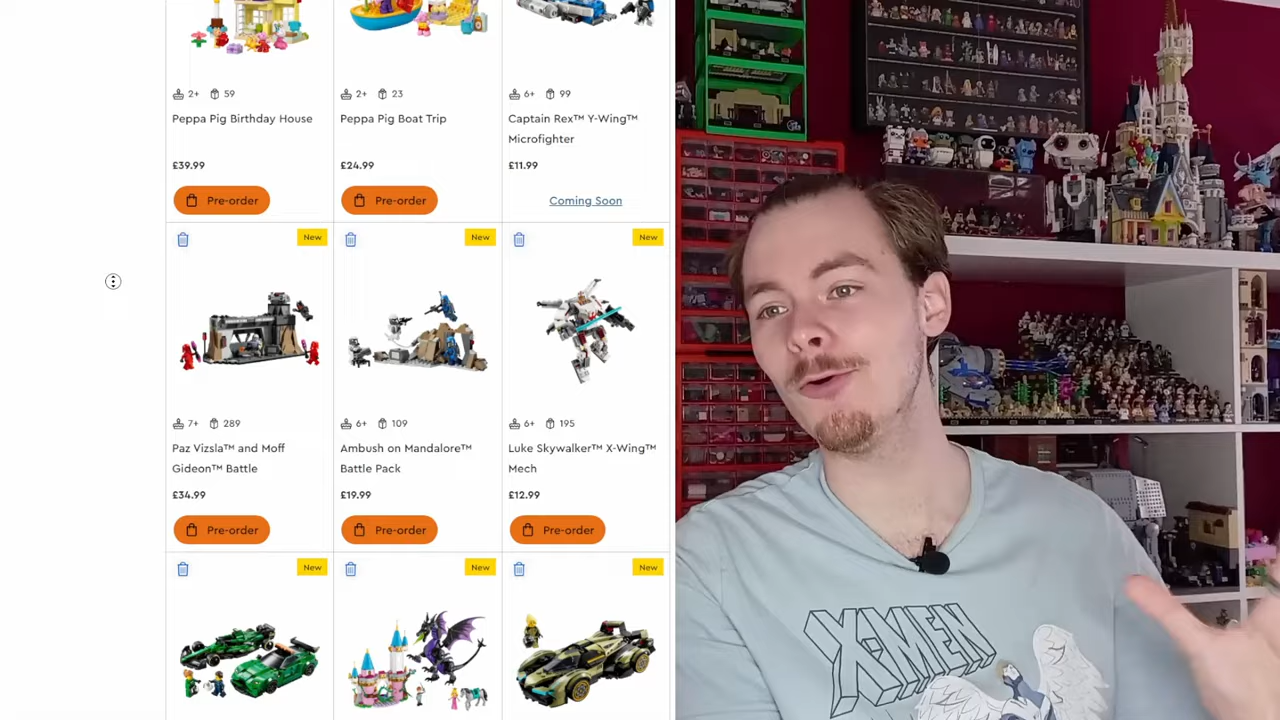 2+ 59
Peppa Pig Birthday House
£39.99
Pre-order
2+ 23
Peppa Pig Boat Trip
£24.99
Pre-order
6+ 99
Captain Rex™ Y-Wing™
Microfighter
£11.99
Coming Soon
New
7+ 289
Paz Vizsla™ and Moff
Gideon™ Battle
£34.99
Pre-order
New
6+ 109
Ambush on Mandalore™
Battle Pack
£19.99
Pre-order
New
6+ 195
Luke Skywalker™ X-Wing™
Mech
£12.99
Pre-order
New
New
New
X-MEN